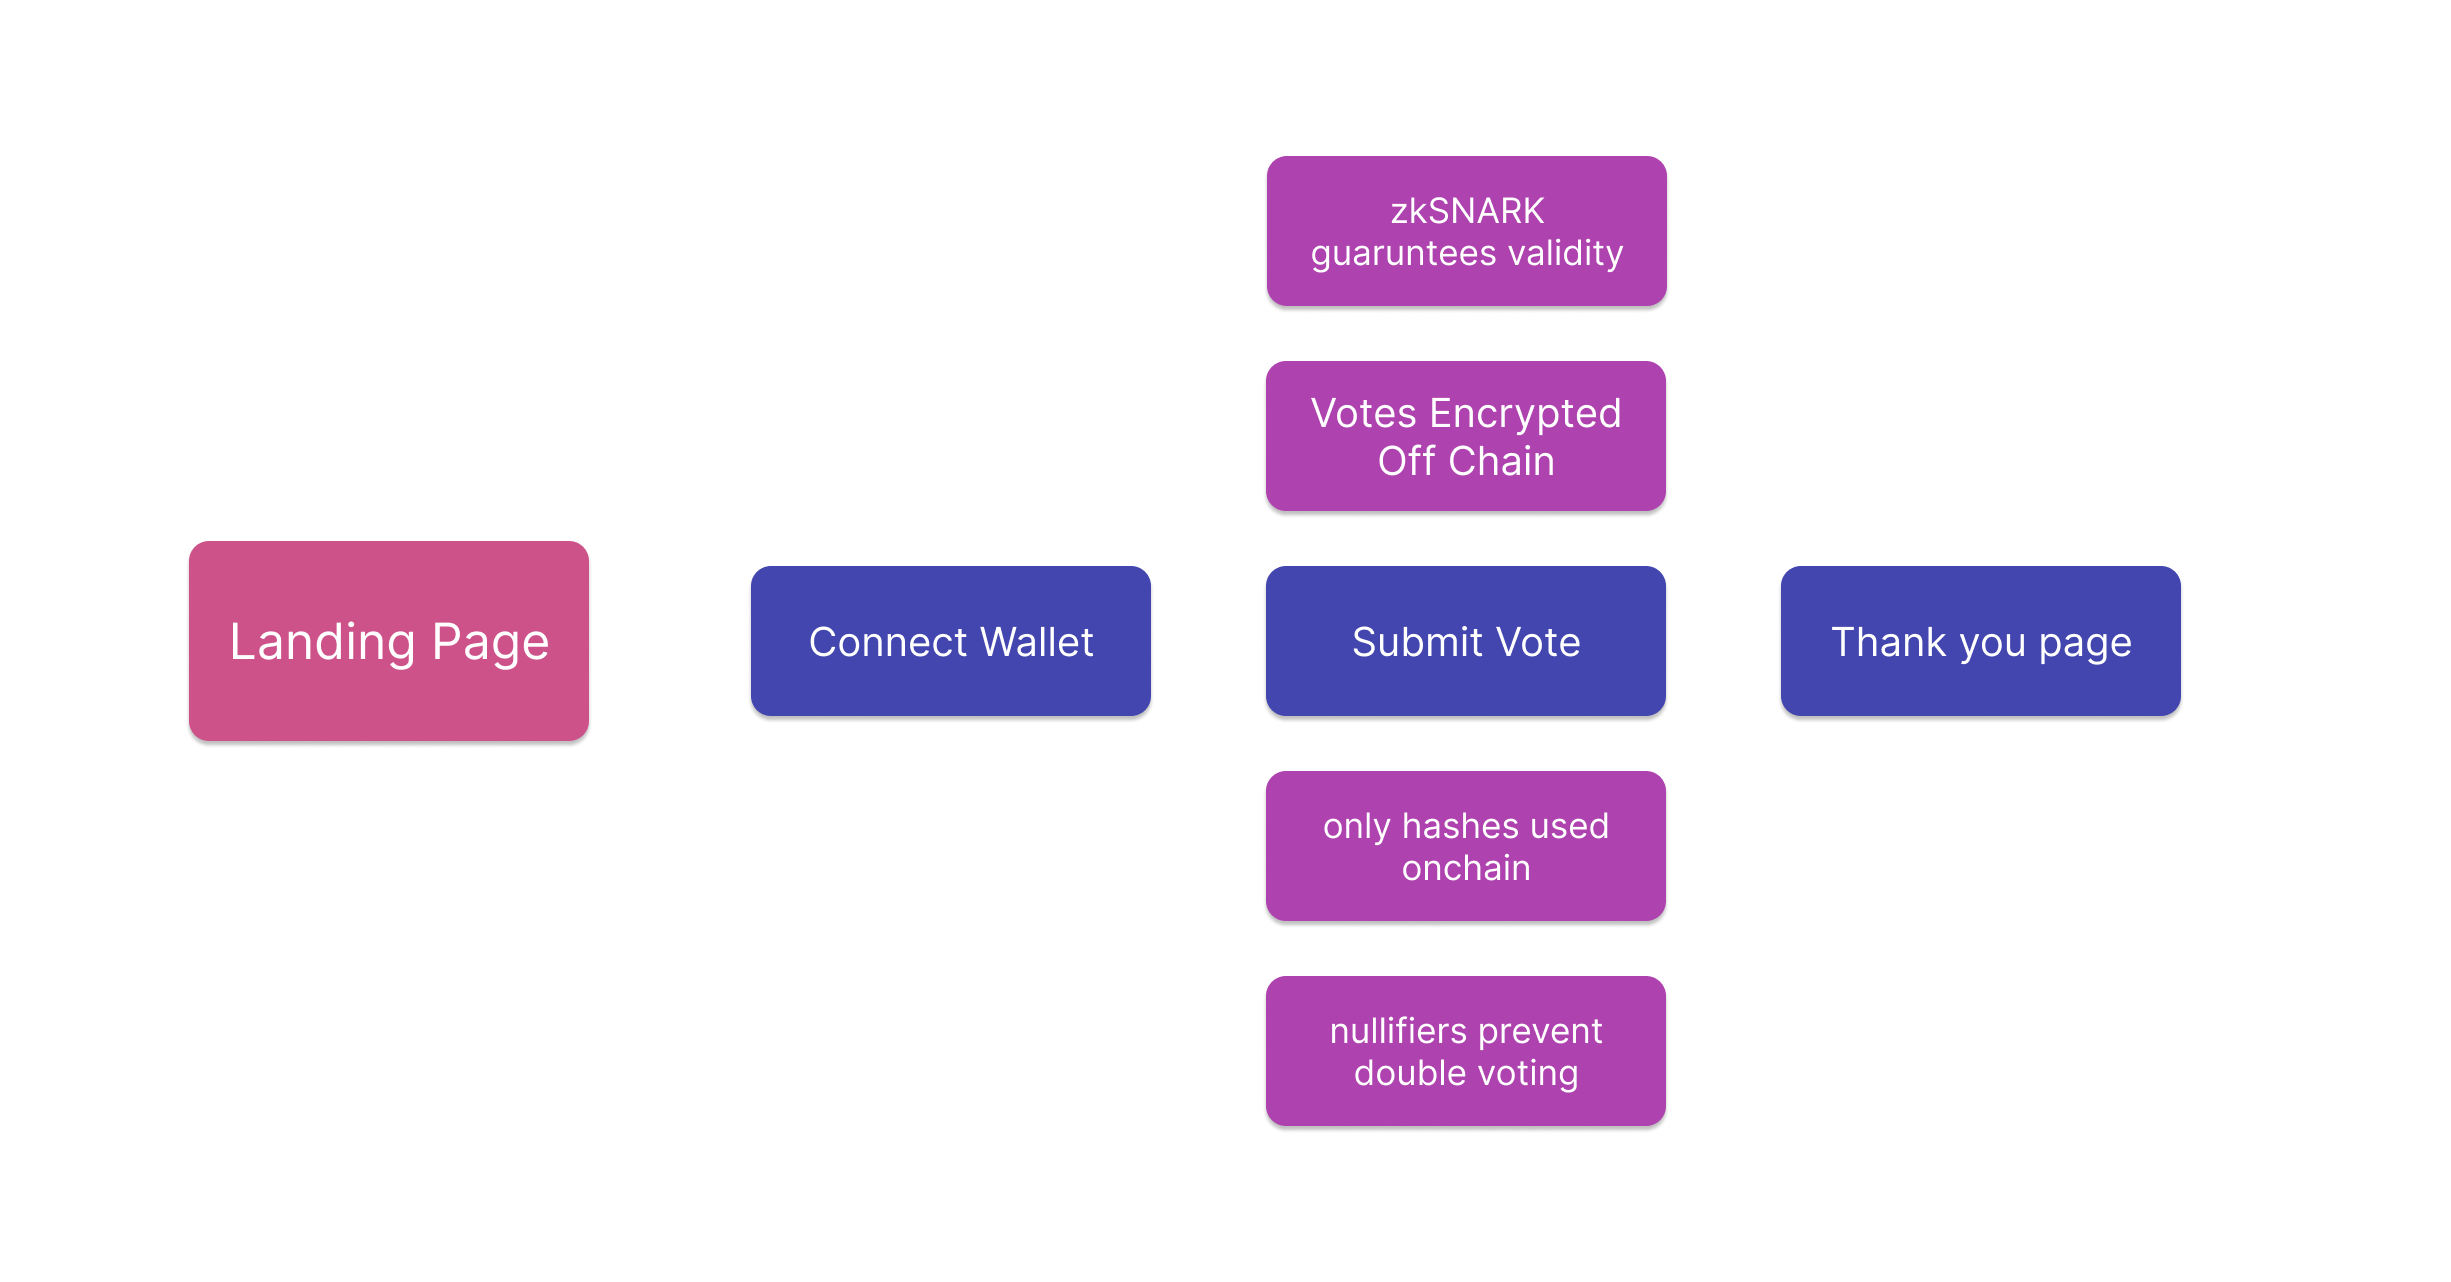 Landing Page
Connect Wallet
zkSNARK
guaruntees validity
Votes Encrypted
Off Chain
Submit Vote
only hashes used
onchain
nullifiers prevent
double voting
Thank you page